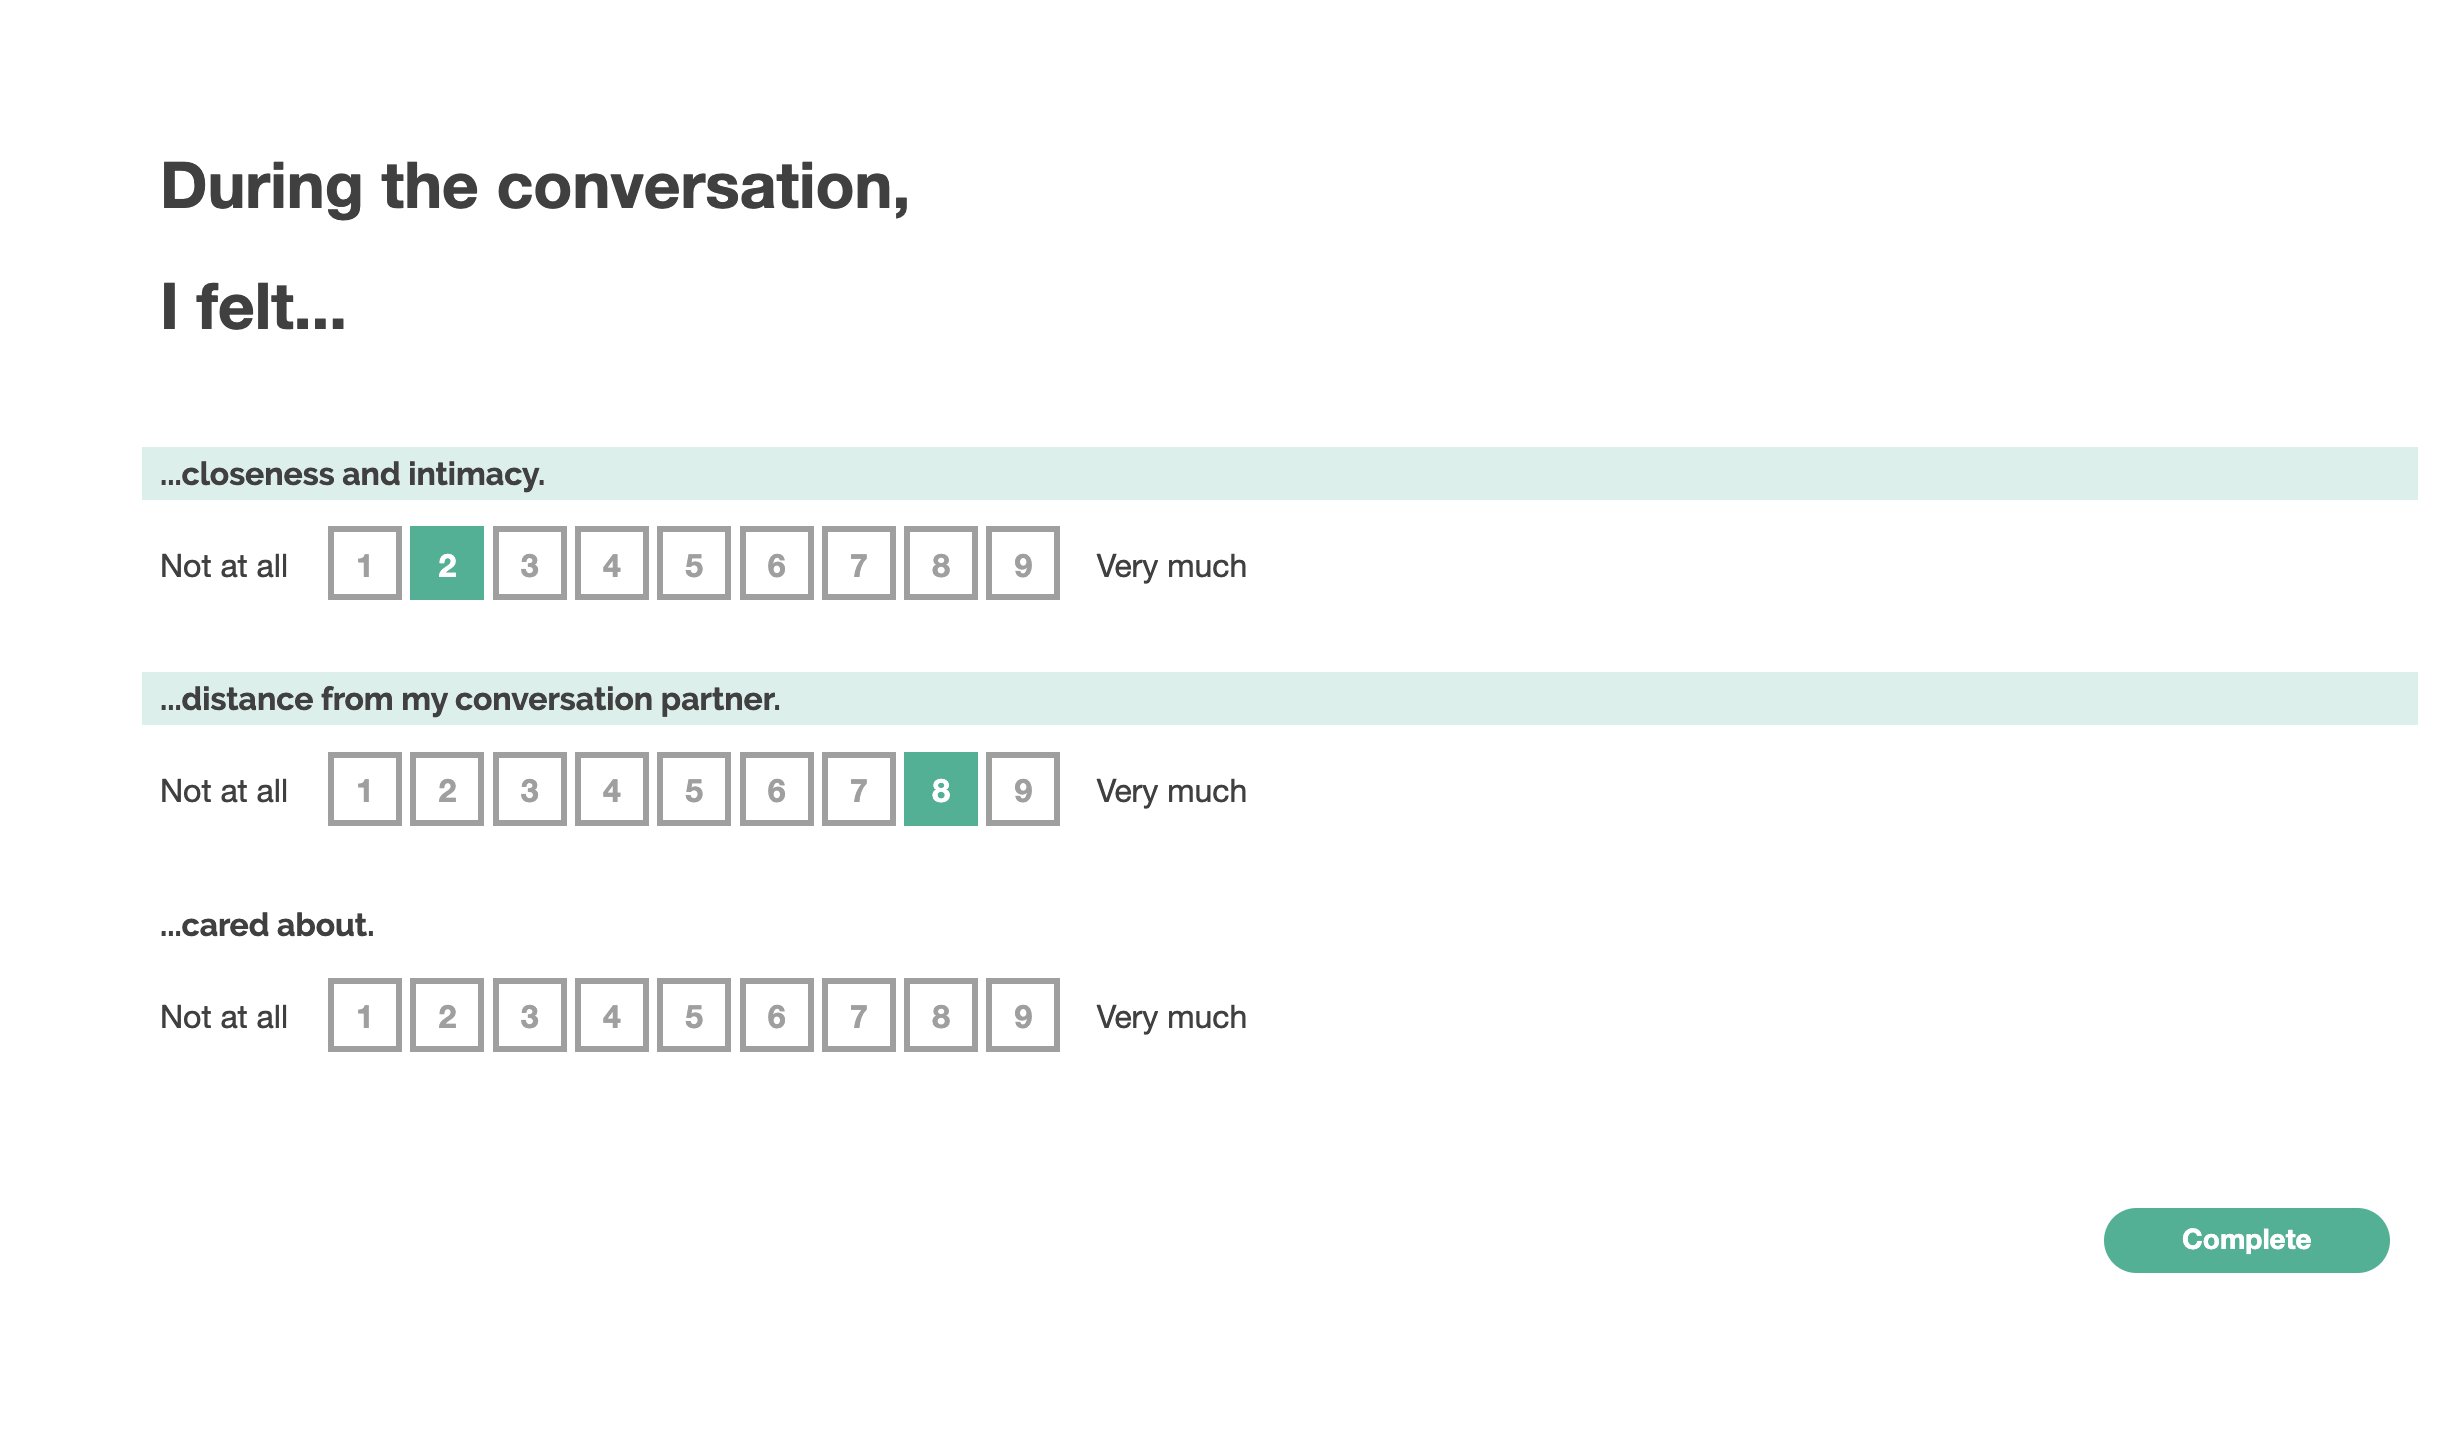 During the conversation,
I felt...
...closeness and intimacy.
Not at all 1 2 3 4 5 6 7 8 9 Very much
...distance from my conversation partner.
Not at all 1 2 3 4 5 6 7 8 9 Very much
...cared about.
Not at all 1 2 3 4 5 6 7 8 9 Very much
Complete